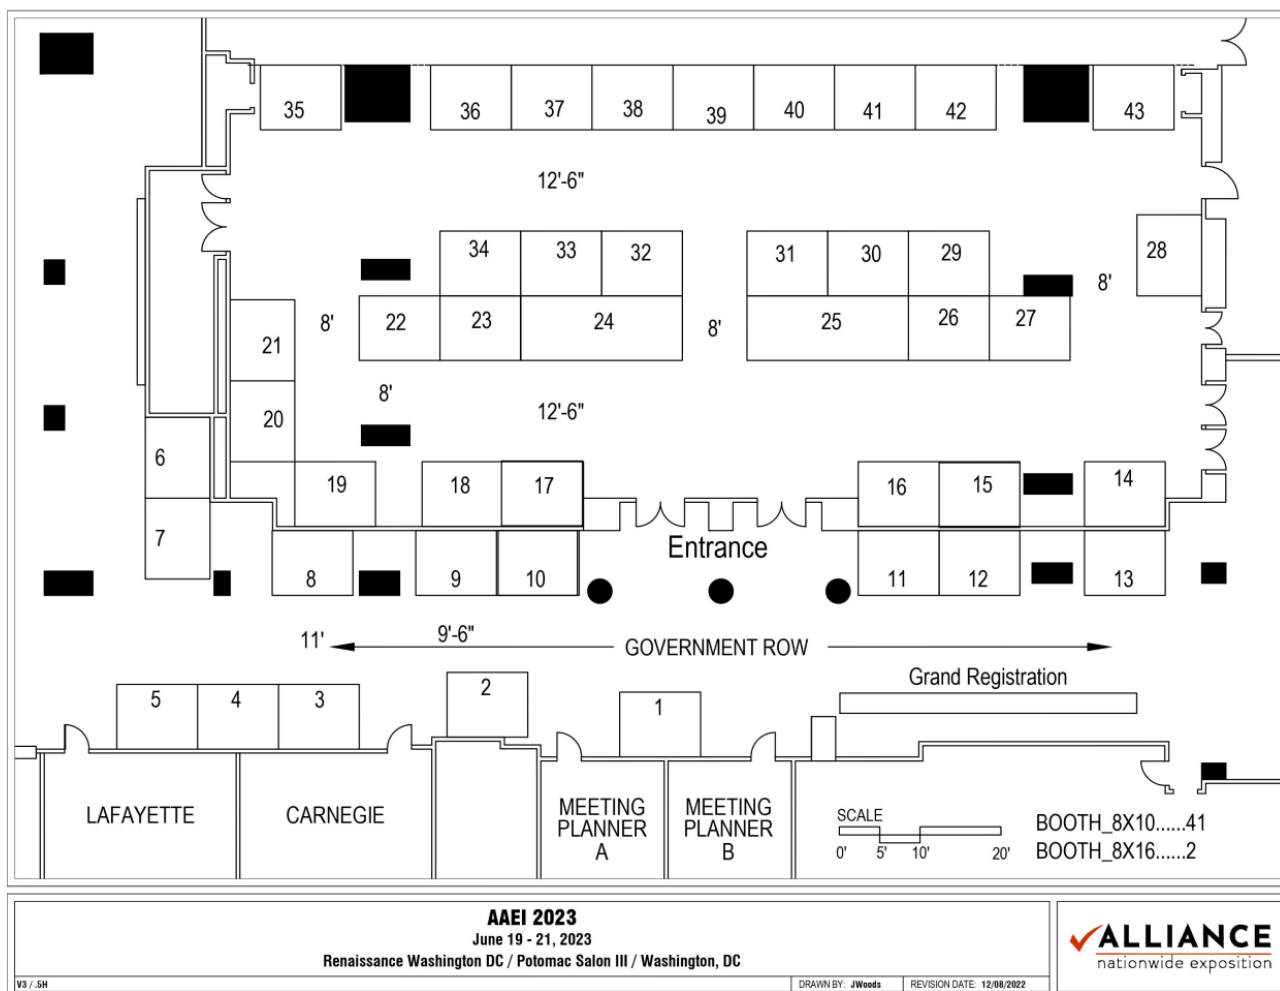 35 36 37 38 39 40 41 42 43
12'-6"
34 33 32 31 30 29 28
8'
21 8' 22 23 24 8' 25 26 27
8'
20 12'-6"
6 19 18 17 16 15 14
7
Entrance
8 9 10 11 12 13
11' 9'-6" GOVERNMENT ROW
Grand Registration
5 4 3 2 1
LAFAYETTE
CARNEGIE
MEETING
PLANNER
A
MEETING
PLANNER
B
SCALE
0' 5' 10' 20'
BOOTH_8X10......41
BOOTH_8X16......2
AAEI 2023
June 19 - 21, 2023
Renaissance Washington DC / Potomac Salon III / Washington, DC
V3 / .5H
DRAWN BY: JWoods
REVISION DATE: 12/08/2022
ALLIANCE
nationwide exposition